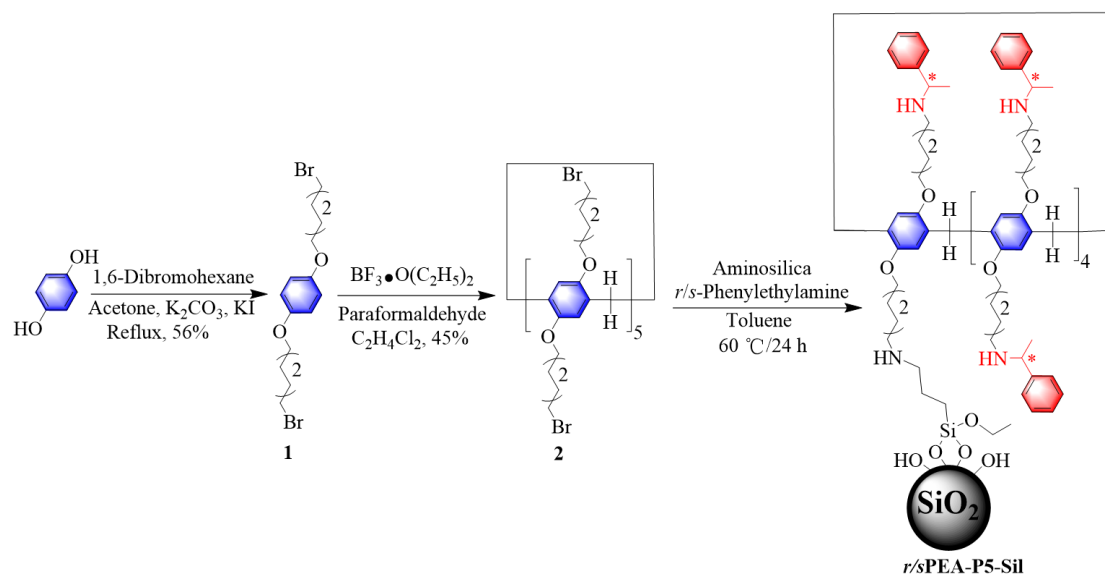 OH
HO
1,6-Dibromohexane
Acetone, K₂CO₃, KI
Reflux, 56%
Br
2
O
O
2
Br
1
BF₃●O(C₂H₅)₂
Paraformaldehyde
C₂H₄Cl₂, 45%
Br
2
O
H
H
5
O
2
Br
2
Aminosilica
r/s-Phenylethylamine
Toluene
60 ℃/24 h
*
*
HN
HN
2
2
O
O
H
H
H
H
4
O
O
2
2
HN
HN
*
Si
O
O
O
HO
OH
SiO₂
r/sPEA-P5-Sil